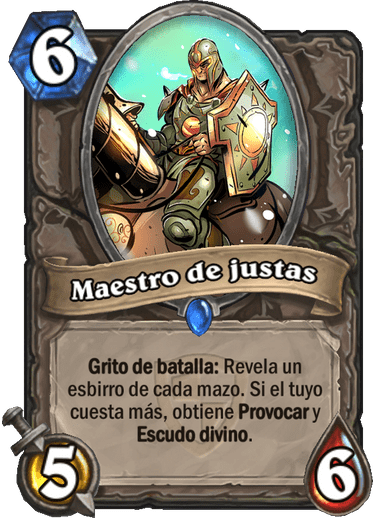 6
Maestro de justas
Grito de batalla: Revela un
esbirro de cada mazo. Si el tuyo
cuesta más, obtiene Provocar y
Escudo divino.
5
6